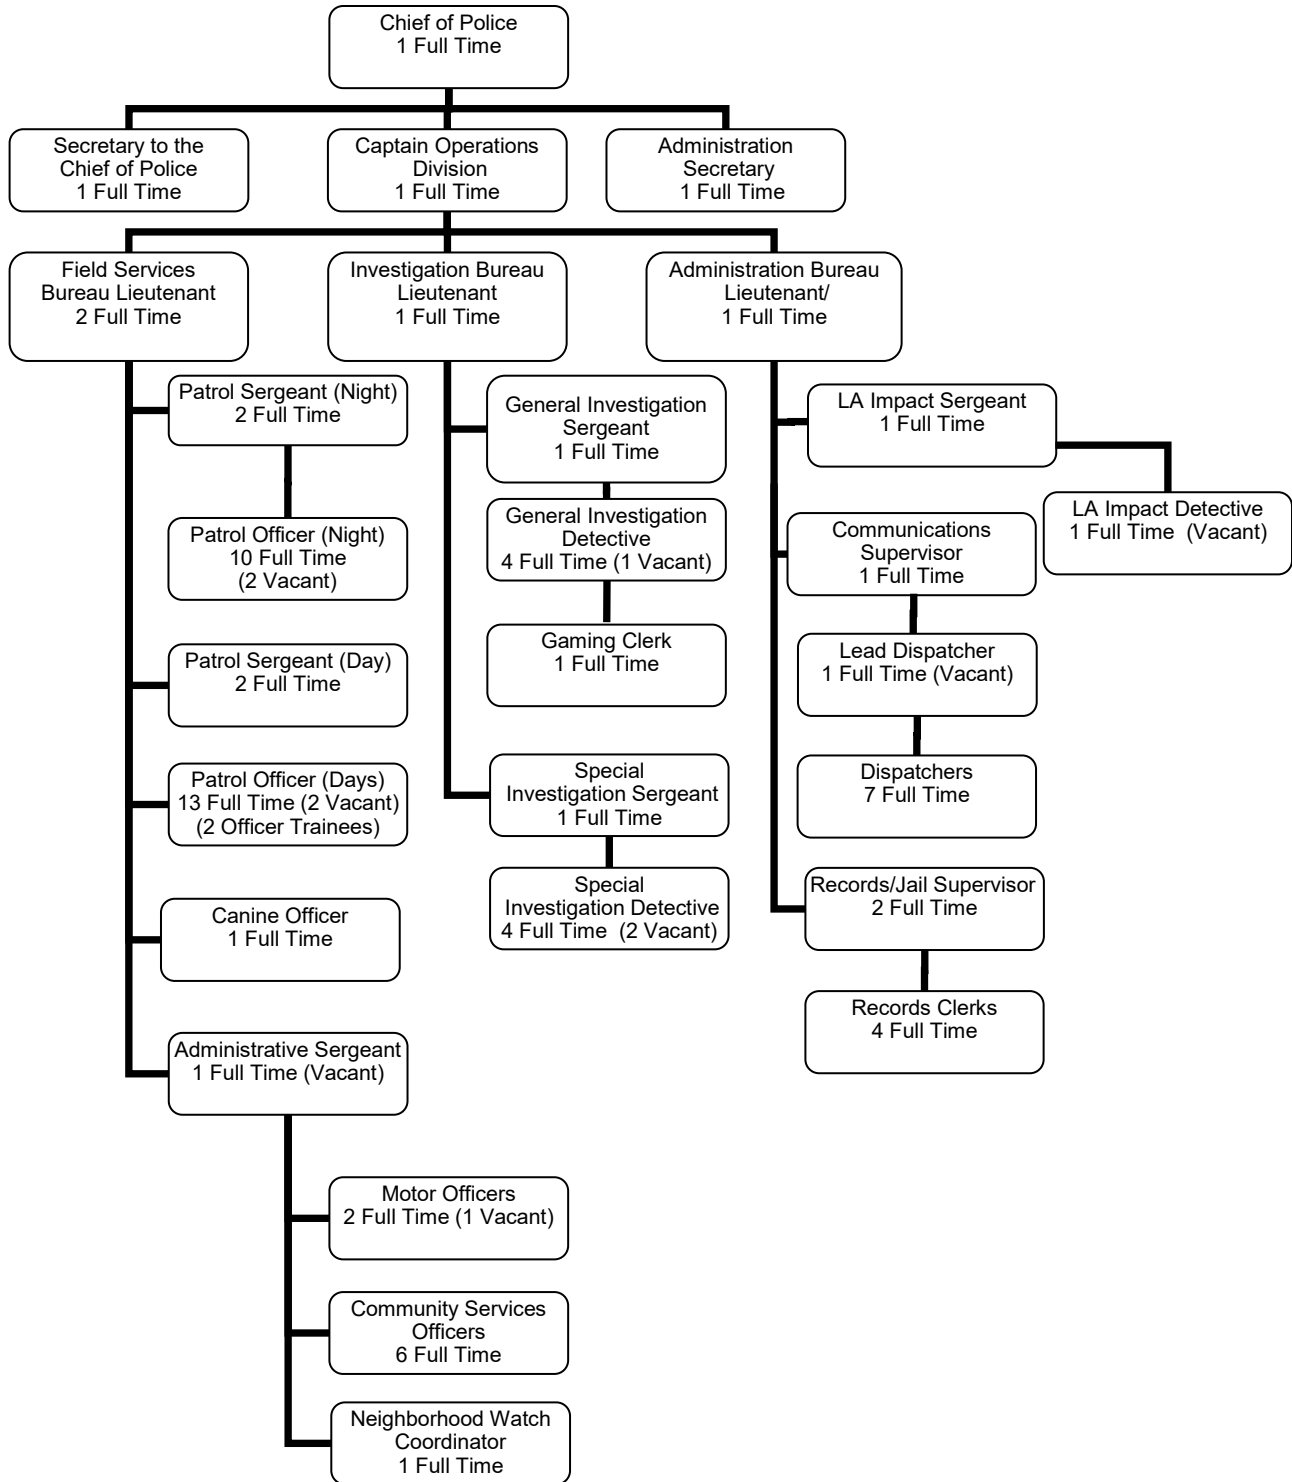 Chief of Police
1 Full Time
Secretary to the
Chief of Police
1 Full Time
Captain Operations
Division
1 Full Time
Administration
Secretary
1 Full Time
Field Services
Bureau Lieutenant
2 Full Time
Investigation Bureau
Lieutenant
1 Full Time
Administration Bureau
Lieutenant/
1 Full Time
Patrol Sergeant (Night)
2 Full Time
Patrol Officer (Night)
10 Full Time
(2 Vacant)
Patrol Sergeant (Day)
2 Full Time
Patrol Officer (Days)
13 Full Time (2 Vacant)
(2 Officer Trainees)
Canine Officer
1 Full Time
Administrative Sergeant
1 Full Time (Vacant)
Motor Officers
2 Full Time (1 Vacant)
Community Services
Officers
6 Full Time
Neighborhood Watch
Coordinator
1 Full Time
General Investigation
Sergeant
1 Full Time
General Investigation
Detective
4 Full Time (1 Vacant)
Gaming Clerk
1 Full Time
Special
Investigation Sergeant
1 Full Time
Special
Investigation Detective
4 Full Time (2 Vacant)
LA Impact Sergeant
1 Full Time
LA Impact Detective
1 Full Time (Vacant)
Communications
Supervisor
1 Full Time
Lead Dispatcher
1 Full Time (Vacant)
Dispatchers
7 Full Time
Records/Jail Supervisor
2 Full Time
Records Clerks
4 Full Time